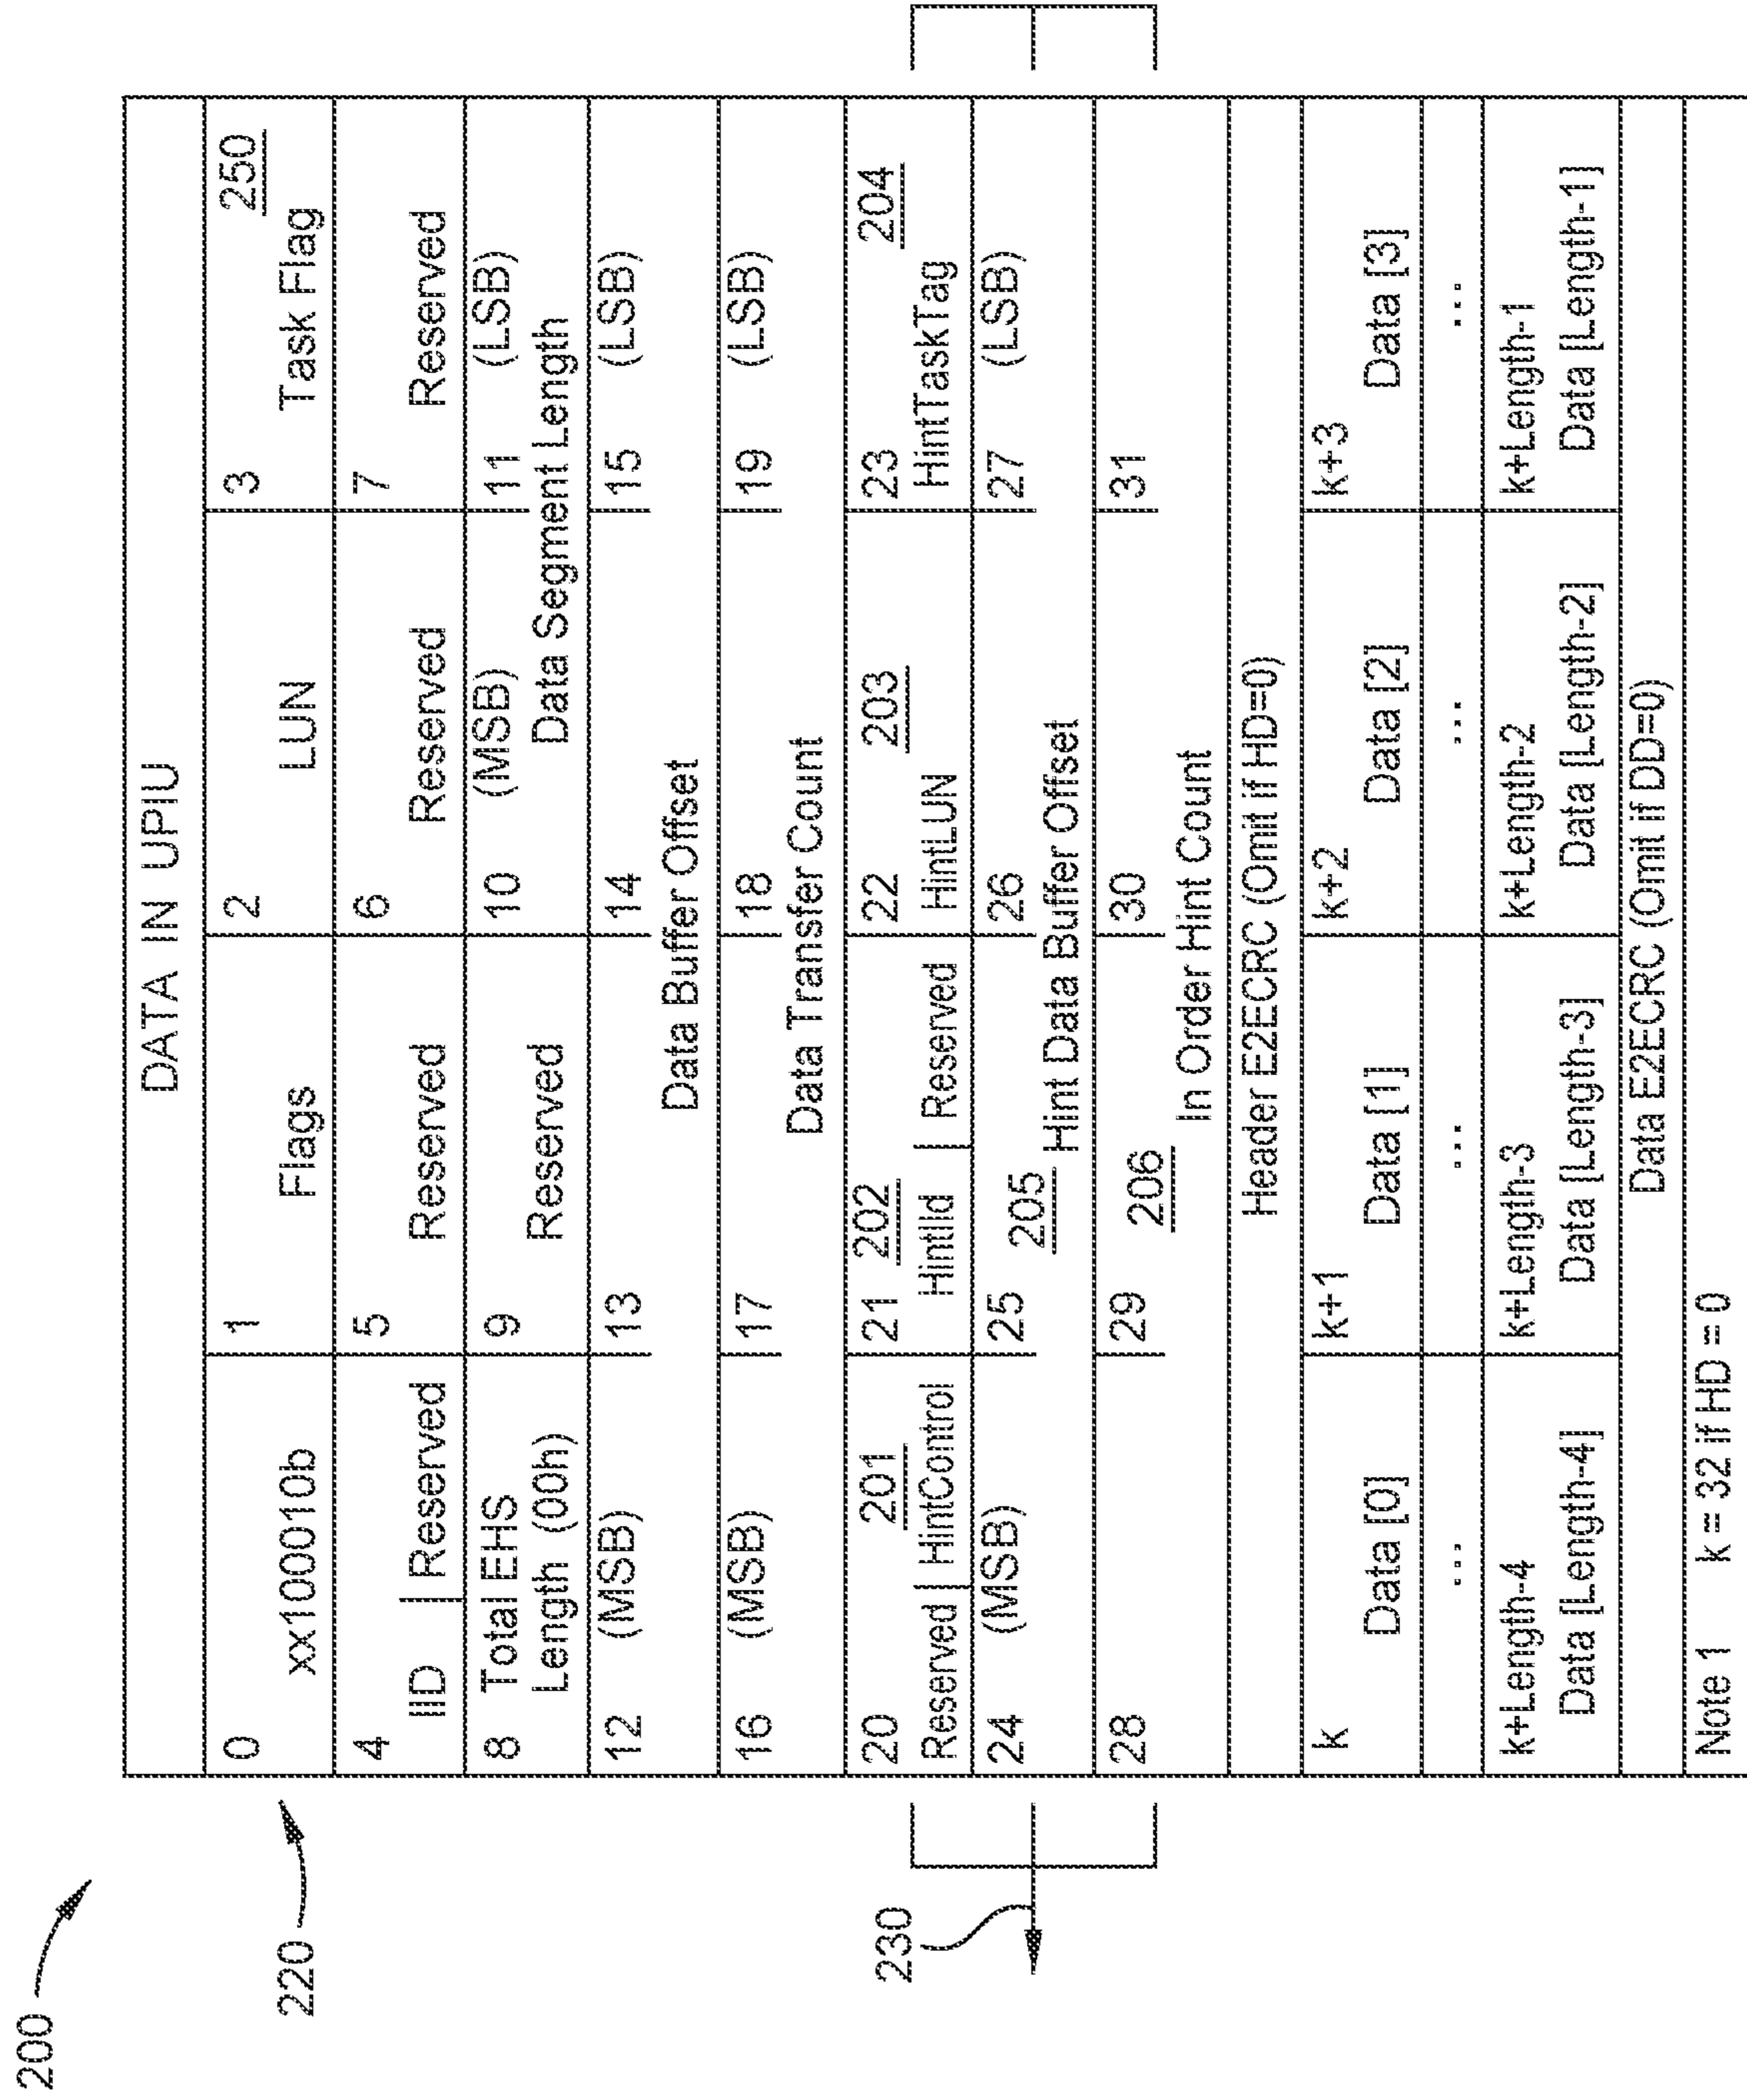 200
220
230
DATA IN UPIU
0 xx100010b
1 Flags
2 LUN
3 250 Task Flag
4 IID | Reserved
5 Reserved
6 Reserved
7 Reserved
8 Total EHS Length (00h)
9 Reserved
10 (MSB)
11 (LSB)
Data Segment Length
12 (MSB)
13
14
15 (LSB)
Data Buffer Offset
16 (MSB)
17
18
19 (LSB)
Data Transfer Count
20 201 Reserved | HintControl
21 202 HintIId | Reserved
22 203 HintLUN
23 204 HintTaskTag
24 (MSB)
25
26
27 (LSB)
205 Hint Data Buffer Offset
28
29
30
31
206 In Order Hint Count
Header E2ECRC (Omit if HD=0)
k Data [0]
k+1 Data [1]
k+2 Data [2]
k+3 Data [3]
... ... ... ...
k+Length-4 Data [Length-4]
k+Length-3 Data [Length-3]
k+Length-2 Data [Length-2]
k+Length-1 Data [Length-1]
Data E2ECRC (Omit if DD=0)
Note 1 k = 32 if HD = 0